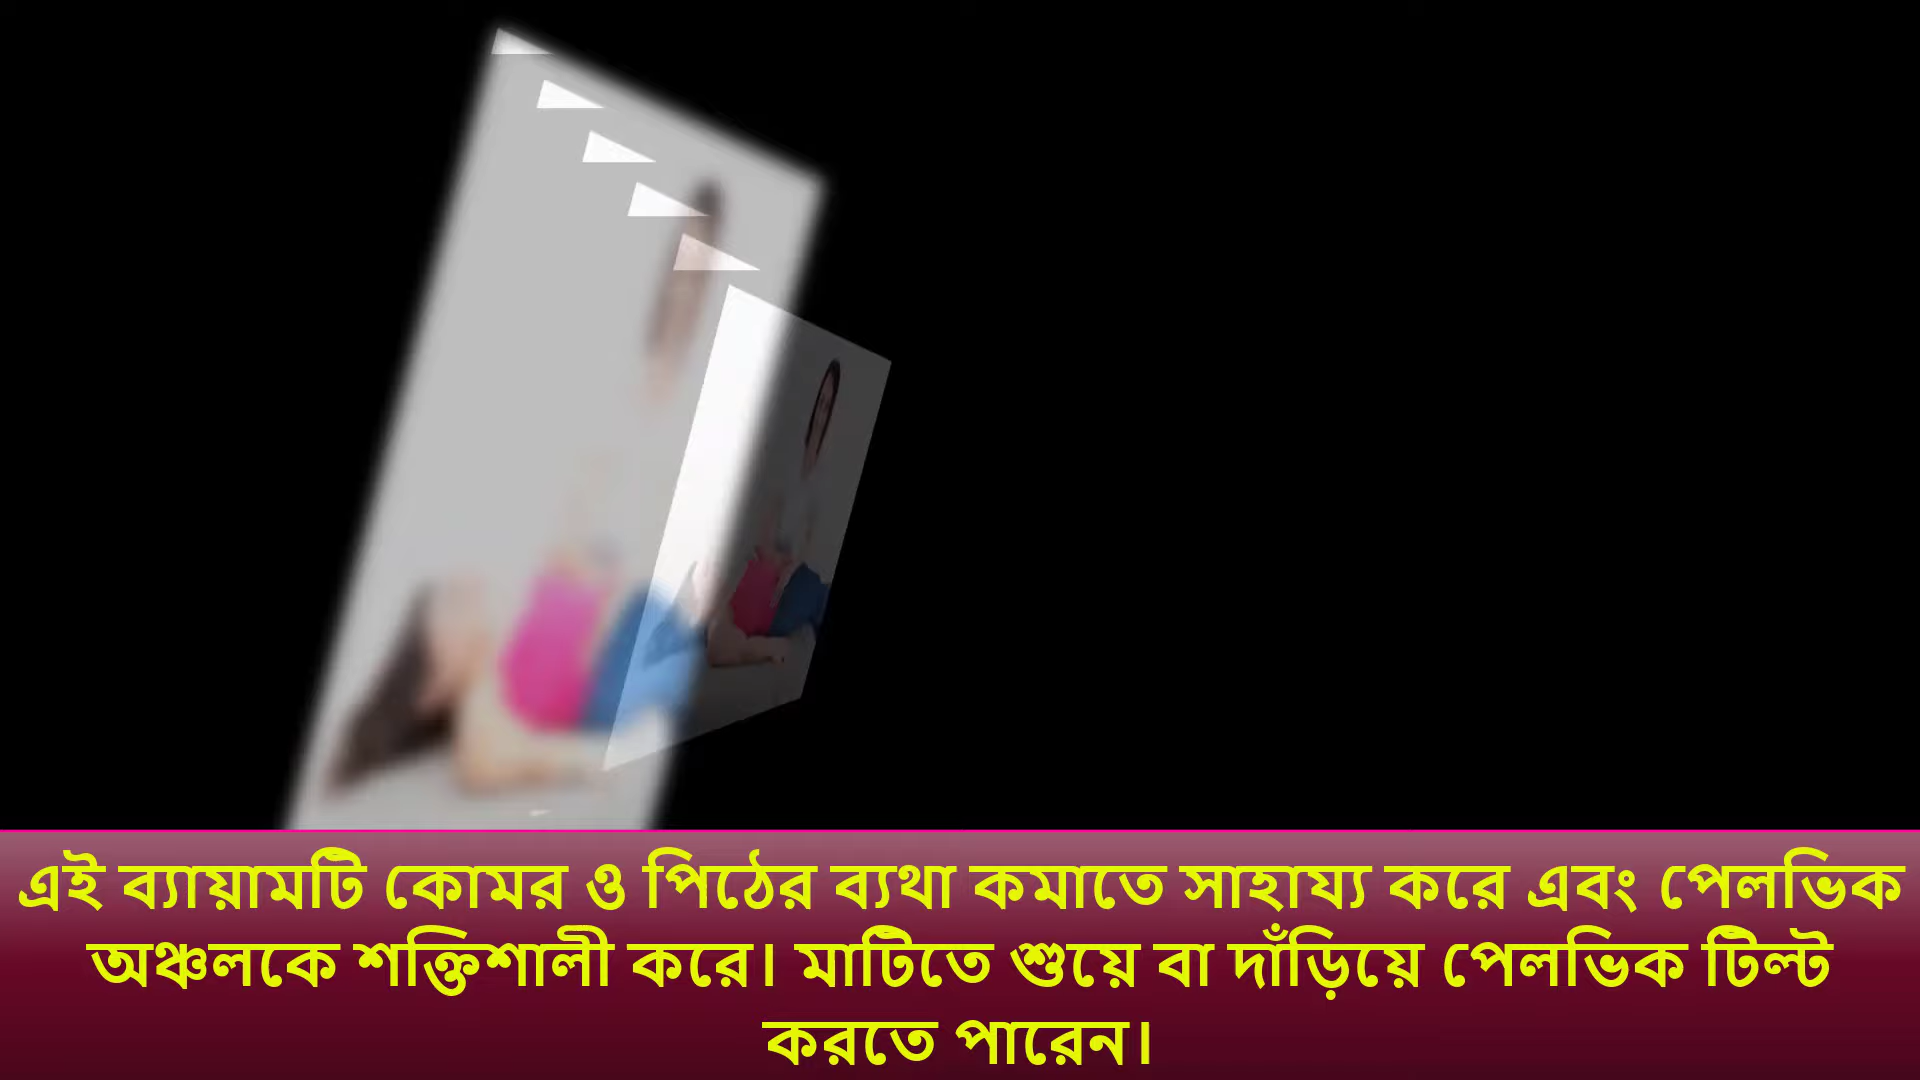 এই ব্যায়ামটি কোমর ও পিঠের ব্যথা কমাতে সাহায্য করে এবং পেলভিক
অঞ্চলকে শক্তিশালী করে। মাটিতে শুয়ে বা দাঁড়িয়ে পেলভিক টিল্ট
করতে পারেন।